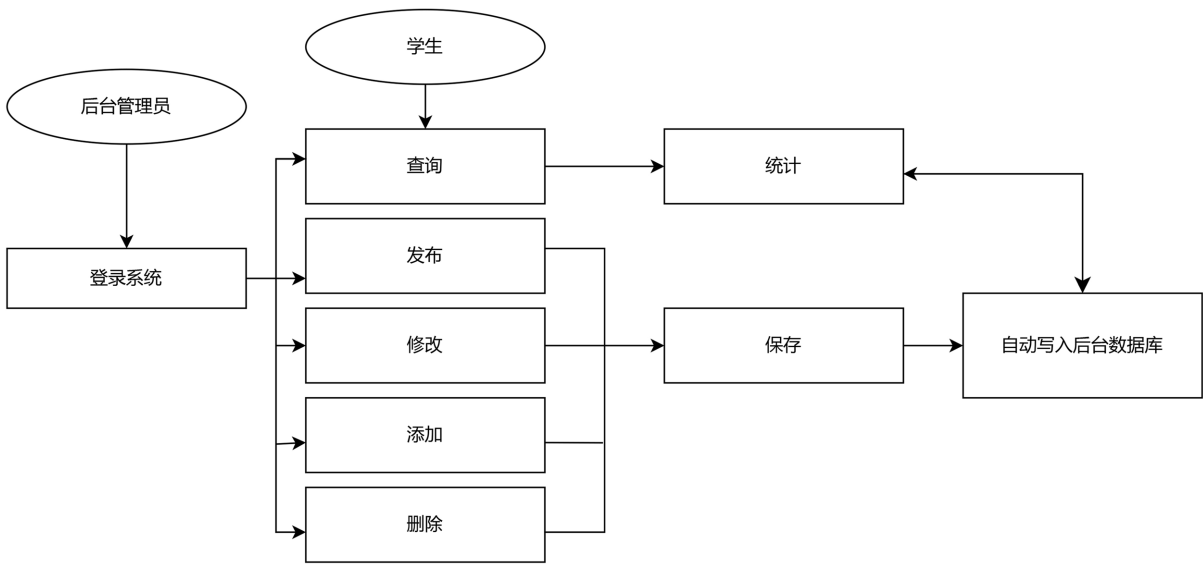 学生
后台管理员
查询
统计
发布
登录系统
修改
保存
自动写入后台数据库
添加
删除